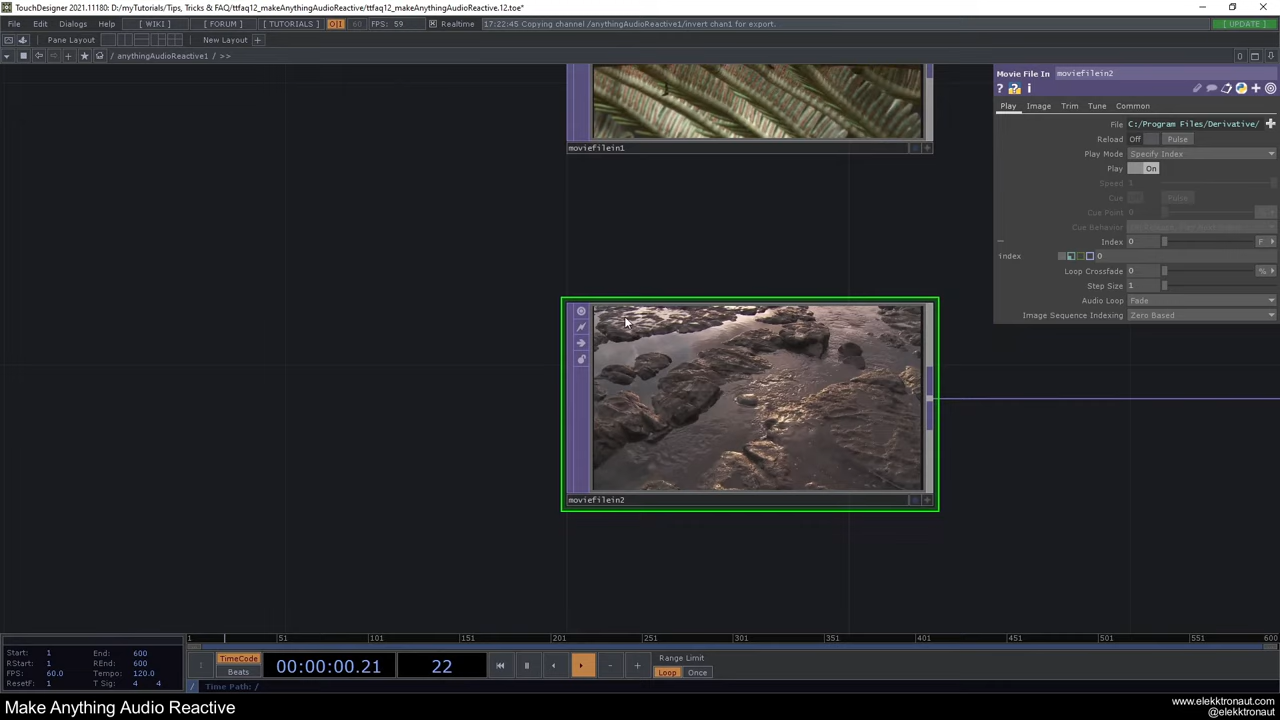 TouchDesigner 2021.11180: D:/myTutorials/Tips, Tricks & FAQ/ttfaq12_makeAnythingAudioReactive/ttfaq12_makeAnythingAudioReactive.12.toe*
File Edit Dialogs Help [ WIKI ] [ FORUM ] [ TUTORIALS ] O|I 60 FPS: 59 Realtime 17:22:45 Copying channel /anythingAudioReactive1/invert chan1 for export. [ UPDATE ]
Pane Layout New Layout +
/ anythingAudioReactive1 / >> 0
Movie File In moviefilein2
? ? i
Play Image Trim Tune Common
File C:/Program Files/Derivative/
Reload Off Pulse
Play Mode Specify Index
moviefilein1
Play On
Speed 1
Cue Pulse
Cue Point 0
Cue Behavior
Index 0 F
index 0
Loop Crossfade 0 %
Step Size 1
Audio Loop Fade
Image Sequence Indexing Zero Based
moviefilein2
1 51 101 151 201 251 301 351 401 451 501 551 600
Start: 1 End: 600
RStart: 1 REnd: 600
FPS: 60.0 Tempo: 120.0
ResetF: 1 T Sig: 4 4
TimeCode
Beats
00:00:00.21 22
Range Limit
Loop Once
/ Time Path: /
Make Anything Audio Reactive
www.elekktronaut.com
@elekktronaut